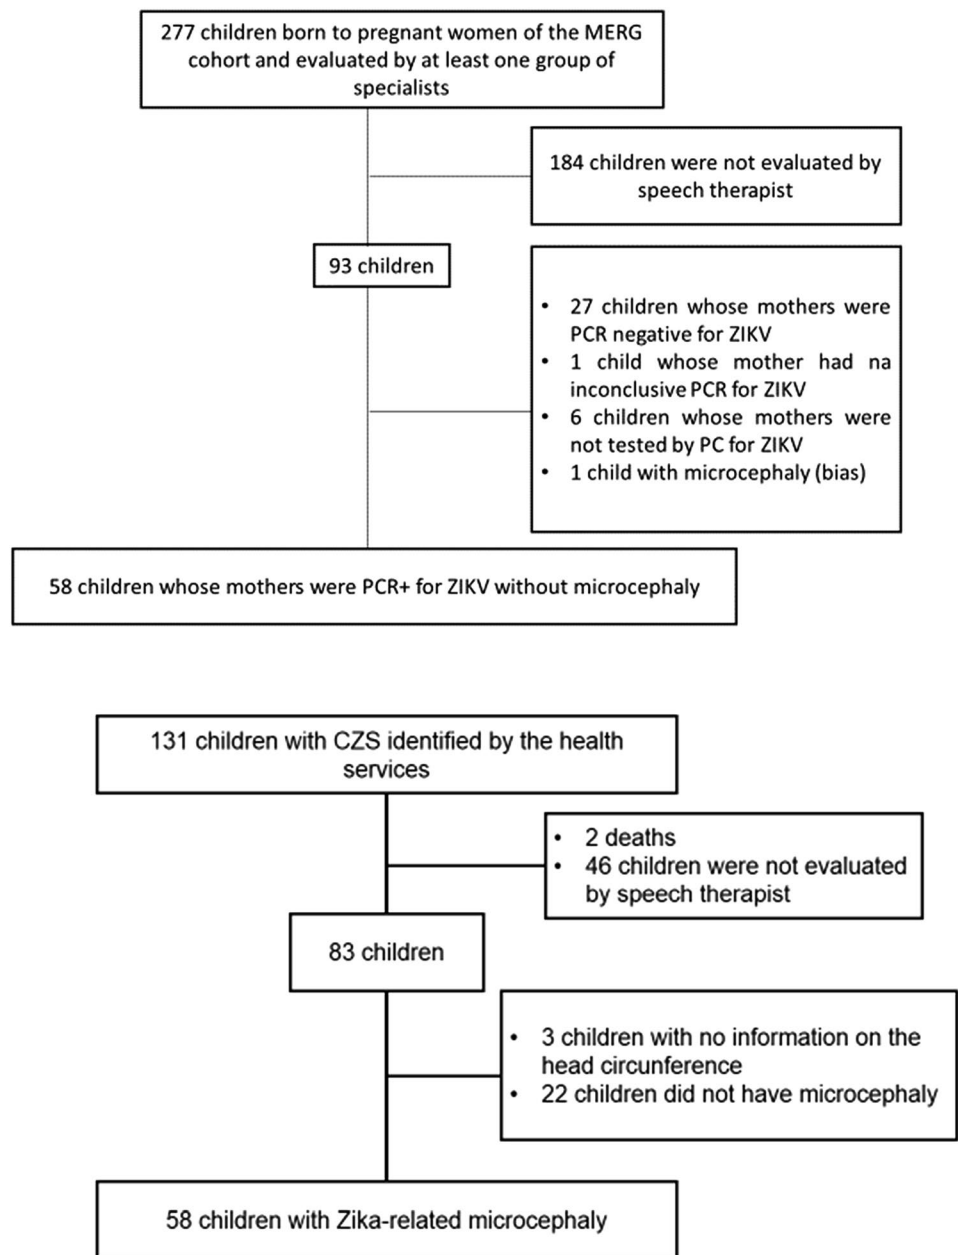 277 children born to pregnant women of the MERG
cohort and evaluated by at least one group of
specialists
184 children were not evaluated by
speech therapist
93 children
• 27 children whose mothers were
PCR negative for ZIKV
• 1 child whose mother had na
inconclusive PCR for ZIKV
• 6 children whose mothers were
not tested by PC for ZIKV
• 1 child with microcephaly (bias)
58 children whose mothers were PCR+ for ZIKV without microcephaly
131 children with CZS identified by the health
services
• 2 deaths
• 46 children were not evaluated
by speech therapist
83 children
• 3 children with no information on the
head circunference
• 22 children did not have microcephaly
58 children with Zika-related microcephaly